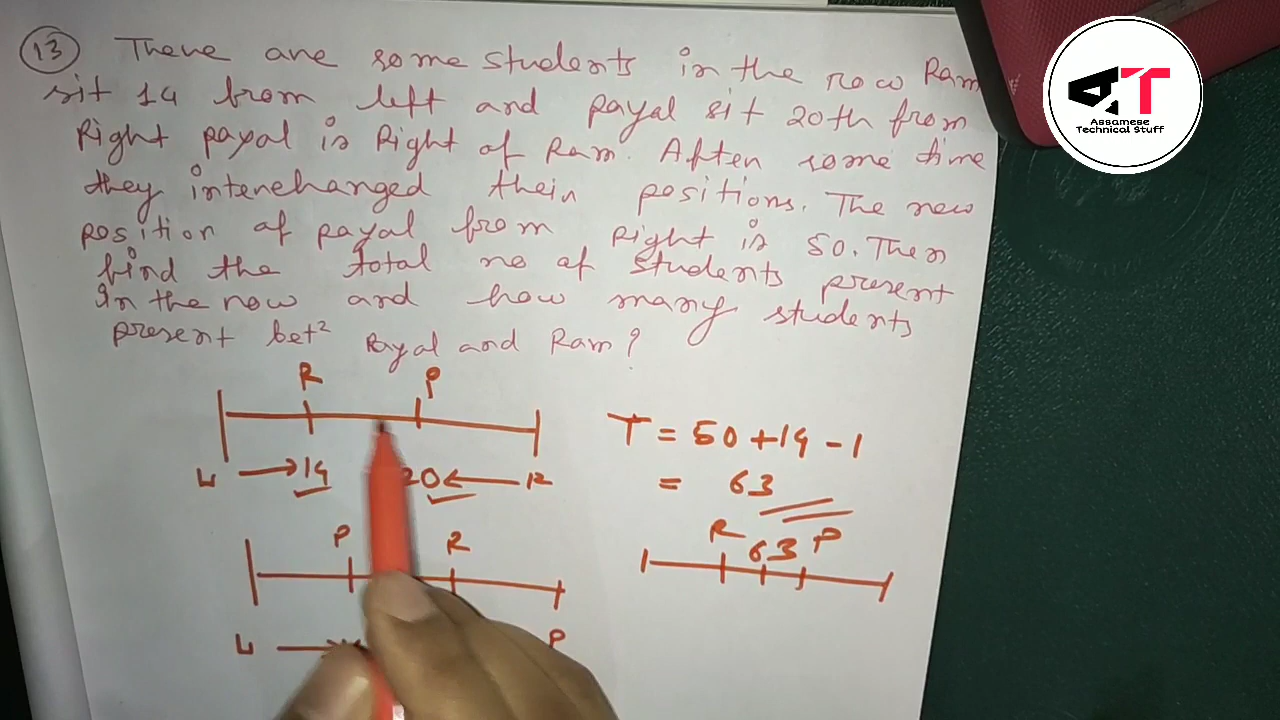 13 There are some students in the row Ram
sit 14 from left and payal sit 20th from
Right payal is Right of Ram. After some time
they interchanged their positions. The new
position of payal from right is 50. Then
find the total no of students present
in the row and how many students
present bet² Payal and Ram?
R P
L → 14 20 ← R
T = 50 + 14 - 1
= 63
P R
L →
R 63 P
AT
Assamese
Technical Stuff